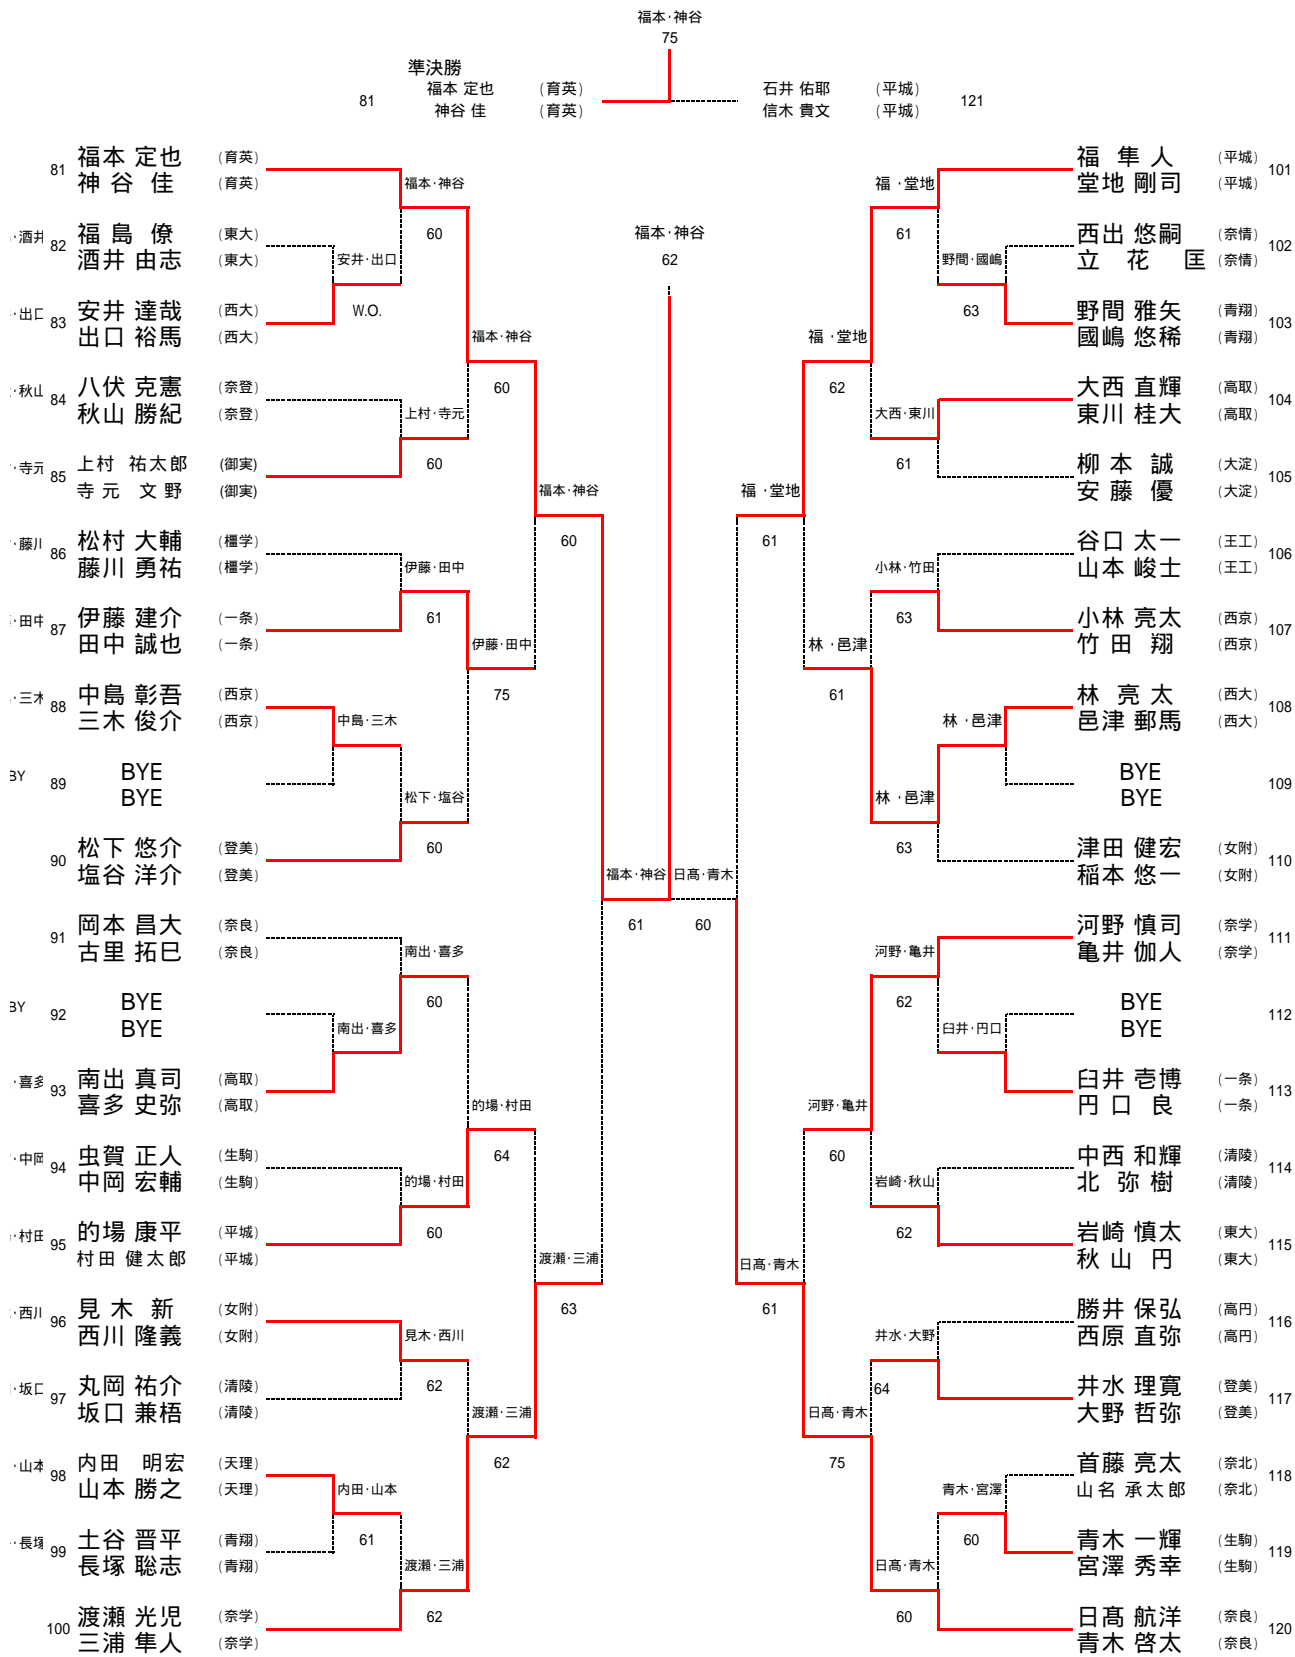 福本・神谷
75
準決勝
81 福本 定也 (育英) 石井 佑耶 (平城) 121
神谷 佳 (育英) 信木 貴文 (平城)
81 福本 定也 (育英) 福 隼人 (平城) 101
神谷 佳 (育英) 福本・神谷 福・堂地 堂地 剛司 (平城)
・酒井 82 福島 僚 (東大) 60 福本・神谷 61 西出 悠嗣 (奈情) 102
酒井 由志 (東大) 安井・出口 62 野間・國嶋 立花 匡 (奈情)
・出口 83 安井 達哉 (西大) W.O. 63 野間 雅矢 (青翔) 103
出口 裕馬 (西大) 福本・神谷 福・堂地 國嶋 悠稀 (青翔)
・秋山 84 八伏 克憲 (奈登) 60 62 大西 直輝 (高取) 104
秋山 勝紀 (奈登) 上村・寺元 大西・東川 東川 桂大 (高取)
・寺元 85 上村 祐太郎 (御実) 60 61 柳本 誠 (大淀) 105
寺元 文野 (御実) 福本・神谷 福・堂地 安藤 優 (大淀)
・藤川 86 松村 大輔 (橿学) 60 61 谷口 太一 (王工) 106
藤川 勇祐 (橿学) 伊藤・田中 小林・竹田 山本 峻士 (王工)
・田中 87 伊藤 建介 (一条) 61 63 小林 亮太 (西京) 107
田中 誠也 (一条) 伊藤・田中 林・邑津 竹田 翔 (西京)
・三木 88 中島 彰吾 (西京) 75 61 林 亮太 (西大) 108
三木 俊介 (西京) 中島・三木 林・邑津 邑津 郵馬 (西大)
BY 89 BYE BYE 109
BYE 松下・塩谷 林・邑津 BYE
90 松下 悠介 (登美) 60 63 津田 健宏 (女附) 110
塩谷 洋介 (登美) 福本・神谷 日髙・青木 稲本 悠一 (女附)
91 岡本 昌大 (奈良) 61 60 河野 慎司 (奈学) 111
古里 拓巳 (奈良) 南出・喜多 河野・亀井 亀井 伽人 (奈学)
BY 92 BYE 60 62 BYE 112
BYE 南出・喜多 臼井・円口 BYE
・喜多 93 南出 真司 (高取) 臼井 壱博 (一条) 113
喜多 史弥 (高取) 的場・村田 河野・亀井 円口 良 (一条)
・中岡 94 虫賀 正人 (生駒) 64 60 中西 和輝 (清陵) 114
中岡 宏輔 (生駒) 的場・村田 岩崎・秋山 北 弥樹 (清陵)
・村田 95 的場 康平 (平城) 60 62 岩崎 慎太 (東大) 115
村田 健太郎 (平城) 渡瀬・三浦 日髙・青木 秋山 円 (東大)
・西川 96 見木 新 (女附) 63 61 勝井 保弘 (高円) 116
西川 隆義 (女附) 見木・西川 井水・大野 西原 直弥 (高円)
・坂口 97 丸岡 祐介 (清陵) 62 64 井水 理寛 (登美) 117
坂口 兼梧 (清陵) 渡瀬・三浦 日髙・青木 大野 哲弥 (登美)
・山本 98 内田 明宏 (天理) 62 75 首藤 亮太 (奈北) 118
山本 勝之 (天理) 内田・山本 青木・宮澤 山名 承太郎 (奈北)
・長塚 99 土谷 晋平 (青翔) 61 60 青木 一輝 (生駒) 119
長塚 聡志 (青翔) 渡瀬・三浦 日髙・青木 宮澤 秀幸 (生駒)
100 渡瀬 光児 (奈学) 62 60 日髙 航洋 (奈良) 120
三浦 隼人 (奈学) 青木 啓太 (奈良)